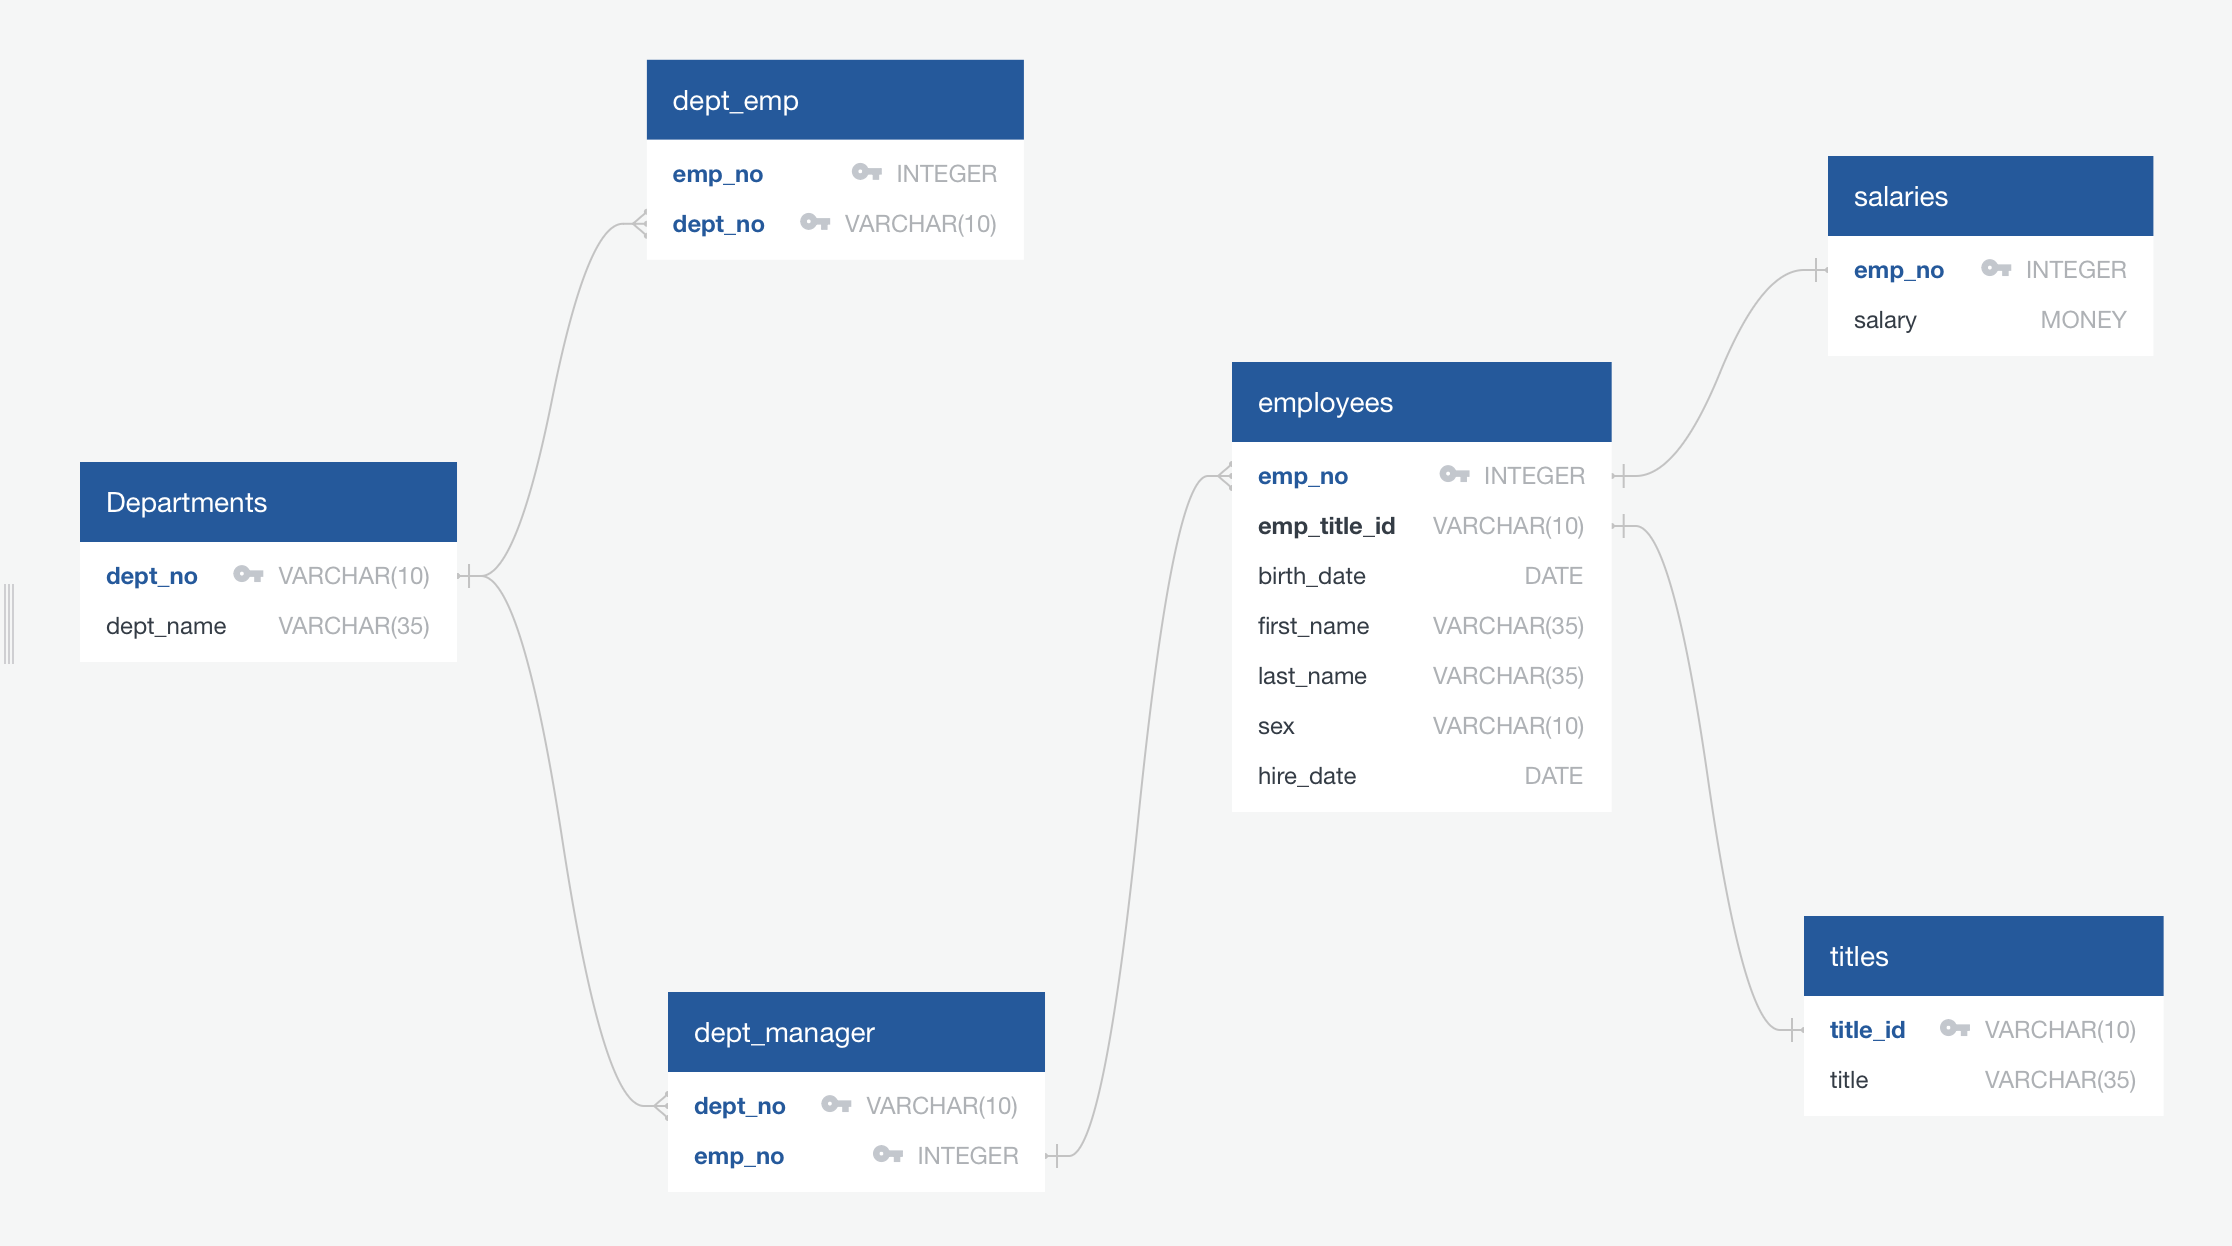 dept_emp
emp_no INTEGER
dept_no VARCHAR(10)
salaries
emp_no INTEGER
salary MONEY
employees
emp_no INTEGER
emp_title_id VARCHAR(10)
birth_date DATE
first_name VARCHAR(35)
last_name VARCHAR(35)
sex VARCHAR(10)
hire_date DATE
Departments
dept_no VARCHAR(10)
dept_name VARCHAR(35)
titles
title_id VARCHAR(10)
title VARCHAR(35)
dept_manager
dept_no VARCHAR(10)
emp_no INTEGER